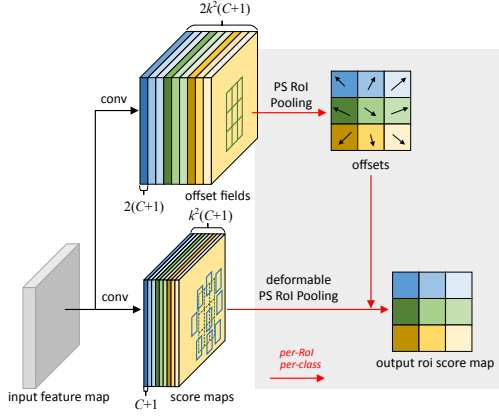 2k²(C+1)
conv
PS RoI
Pooling
offsets
2(C+1)
offset fields
k²(C+1)
conv
deformable
PS RoI Pooling
per-RoI
per-class
output roi score map
input feature map
C+1
score maps